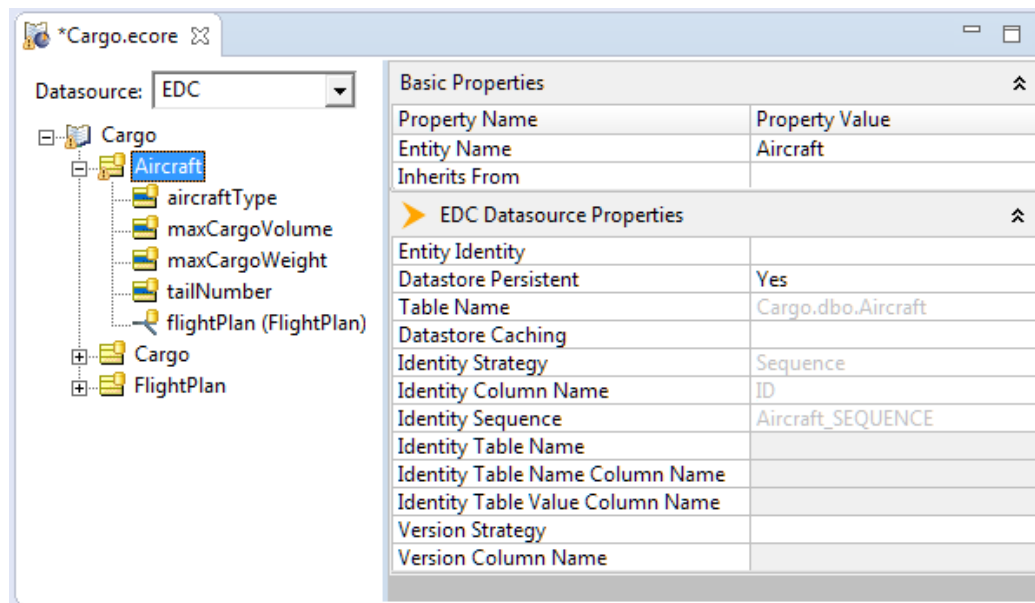 *Cargo.ecore
Datasource: EDC
Cargo
Aircraft
aircraftType
maxCargoVolume
maxCargoWeight
tailNumber
flightPlan (FlightPlan)
Cargo
FlightPlan
Basic Properties
Property Name Property Value
Entity Name Aircraft
Inherits From
EDC Datasource Properties
Entity Identity
Datastore Persistent Yes
Table Name Cargo.dbo.Aircraft
Datastore Caching
Identity Strategy Sequence
Identity Column Name ID
Identity Sequence Aircraft_SEQUENCE
Identity Table Name
Identity Table Name Column Name
Identity Table Value Column Name
Version Strategy
Version Column Name